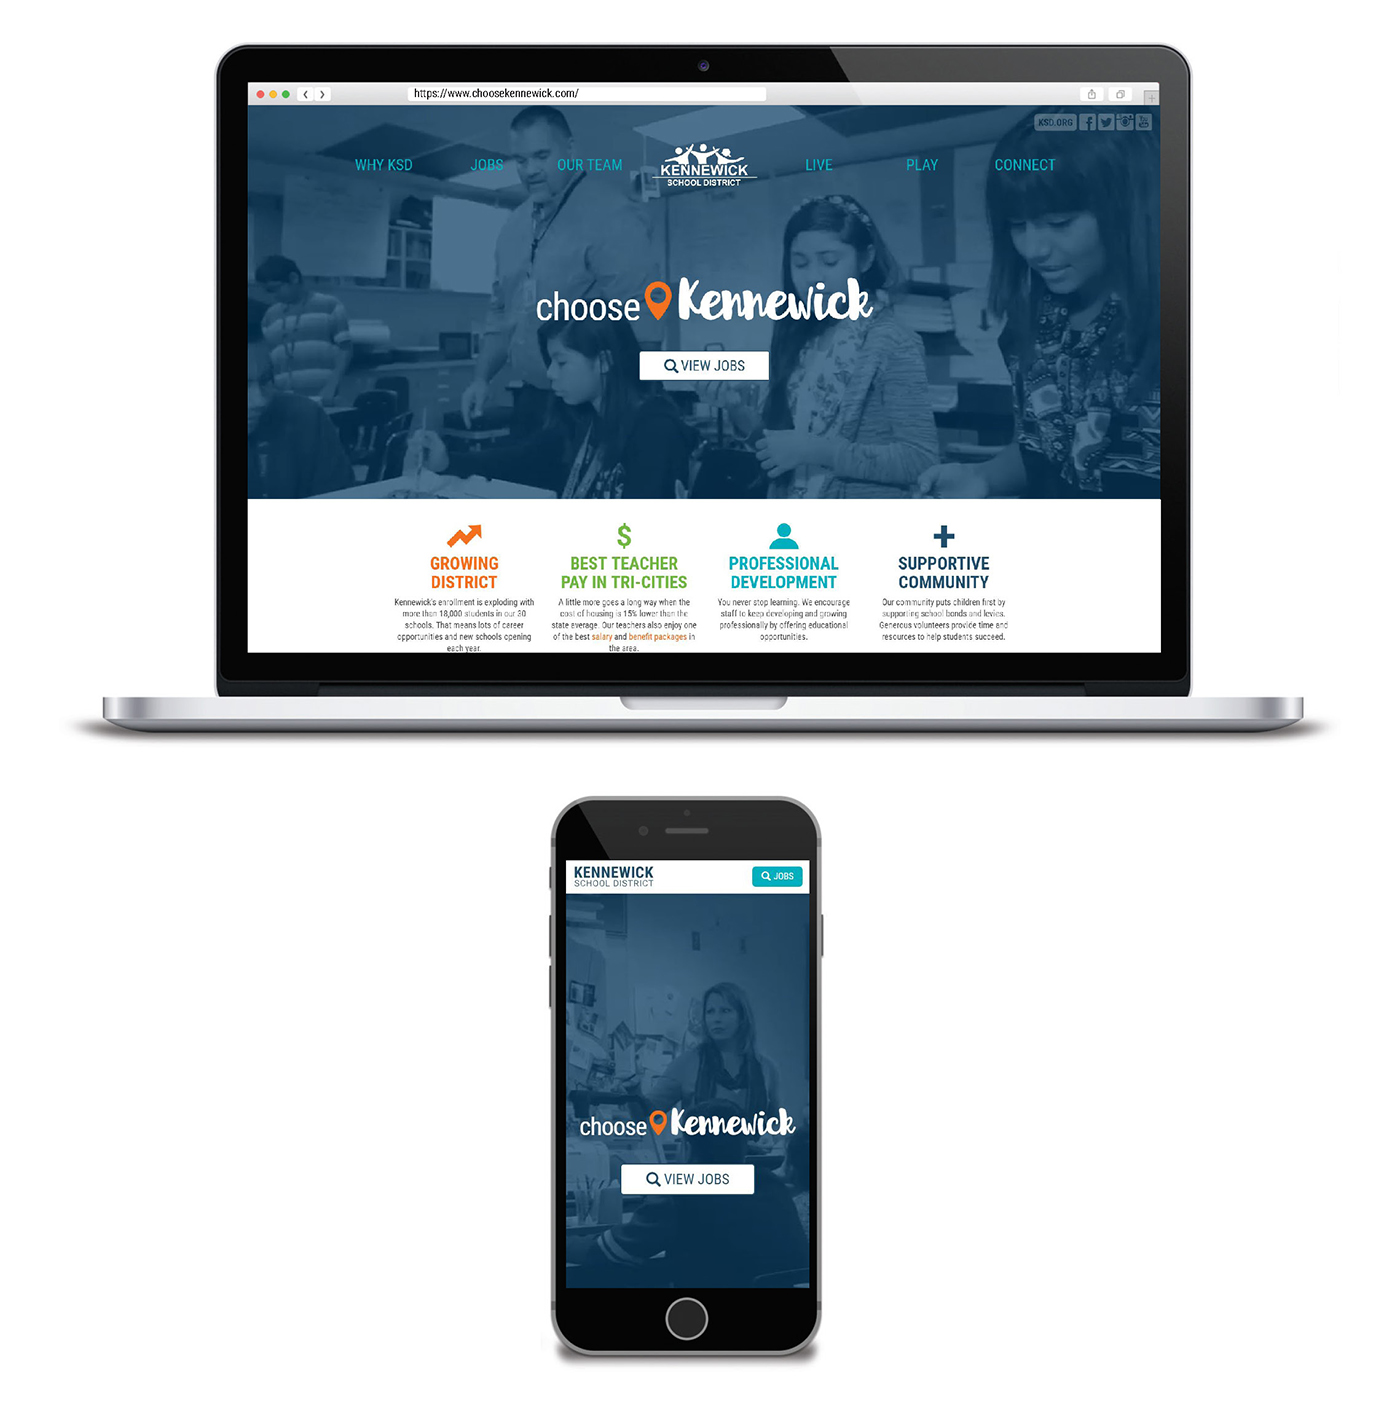 https://www.choosekennewick.com/
KSD.ORG
WHY KSD JOBS OUR TEAM KENNEWICK SCHOOL DISTRICT LIVE PLAY CONNECT
choose Kennewick
VIEW JOBS
GROWING
DISTRICT
Kennewick's enrollment is exploding with
more than 18,000 students in our 30
schools. That means lots of career
opportunities and new schools opening
each year.
$
BEST TEACHER
PAY IN TRI-CITIES
A little more goes a long way when the
cost of housing is 15% lower than the
state average. Our teachers also enjoy one
of the best salary and benefit packages in
the area.
PROFESSIONAL
DEVELOPMENT
You never stop learning. We encourage
staff to keep developing and growing
professionally by offering educational
opportunities.
SUPPORTIVE
COMMUNITY
Our community puts children first by
supporting school bonds and levies.
Generous volunteers provide time and
resources to help students succeed.
KENNEWICK
SCHOOL DISTRICT
JOBS
choose Kennewick
VIEW JOBS